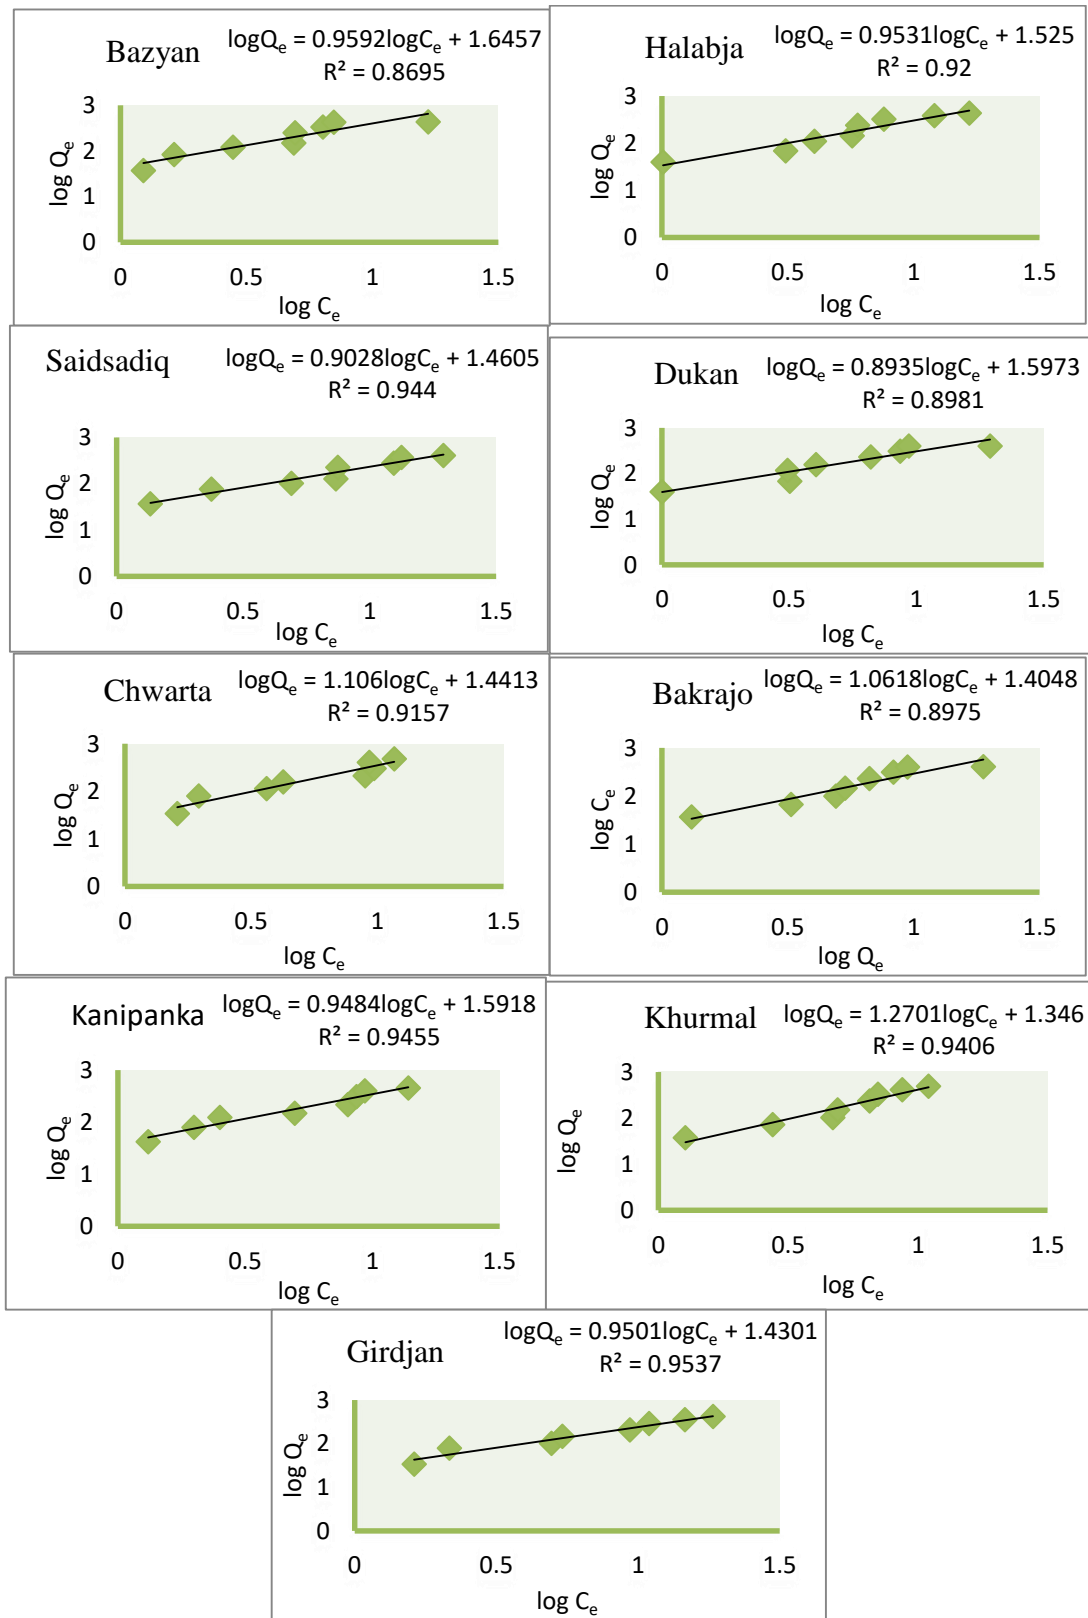 Bazyan
logQe = 0.9592logCe + 1.6457
R² = 0.8695
3
2
1
0
log Qe
0 0.5 1 1.5
log Ce
Halabja
logQe = 0.9531logCe + 1.525
R² = 0.92
3
2
1
0
log Qe
0 0.5 1 1.5
log Ce
Saidsadiq
logQe = 0.9028logCe + 1.4605
R² = 0.944
3
2
1
0
log Qe
0 0.5 1 1.5
log Ce
Dukan
logQe = 0.8935logCe + 1.5973
R² = 0.8981
3
2
1
0
log Qe
0 0.5 1 1.5
log Ce
Chwarta
logQe = 1.106logCe + 1.4413
R² = 0.9157
3
2
1
0
log Qe
0 0.5 1 1.5
log Ce
Bakrajo
logQe = 1.0618logCe + 1.4048
R² = 0.8975
3
2
1
0
log Ce
0 0.5 1 1.5
log Qe
Kanipanka
logQe = 0.9484logCe + 1.5918
R² = 0.9455
3
2
1
0
log Qe
0 0.5 1 1.5
log Ce
Khurmal
logQe = 1.2701logCe + 1.346
R² = 0.9406
3
2
1
0
log Qe
0 0.5 1 1.5
log Ce
Girdjan
logQe = 0.9501logCe + 1.4301
R² = 0.9537
3
2
1
0
log Qe
0 0.5 1 1.5
log Ce